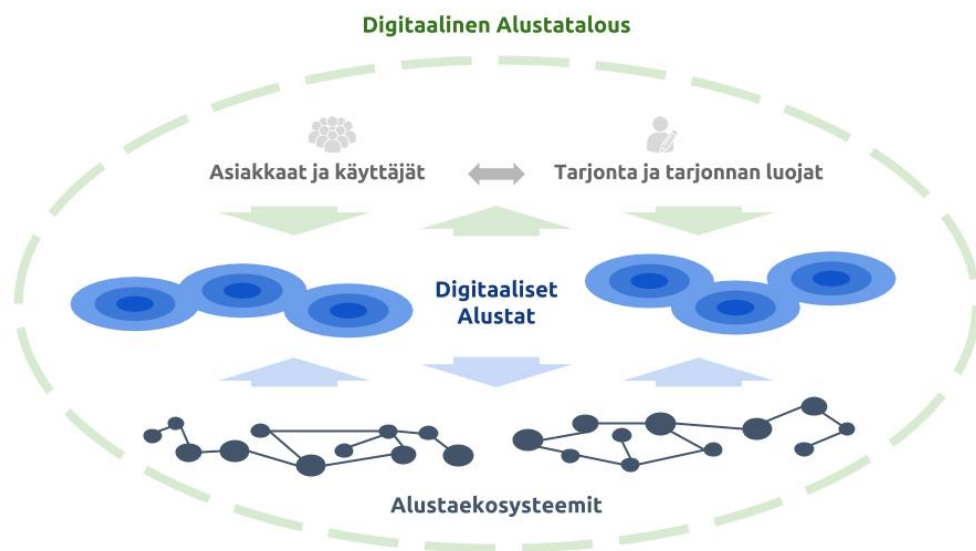 Digitaalinen Alustatalous
Asiakkaat ja käyttäjät
Tarjonta ja tarjonnan luojat
Digitaaliset
Alustat
Alustaekosysteemit